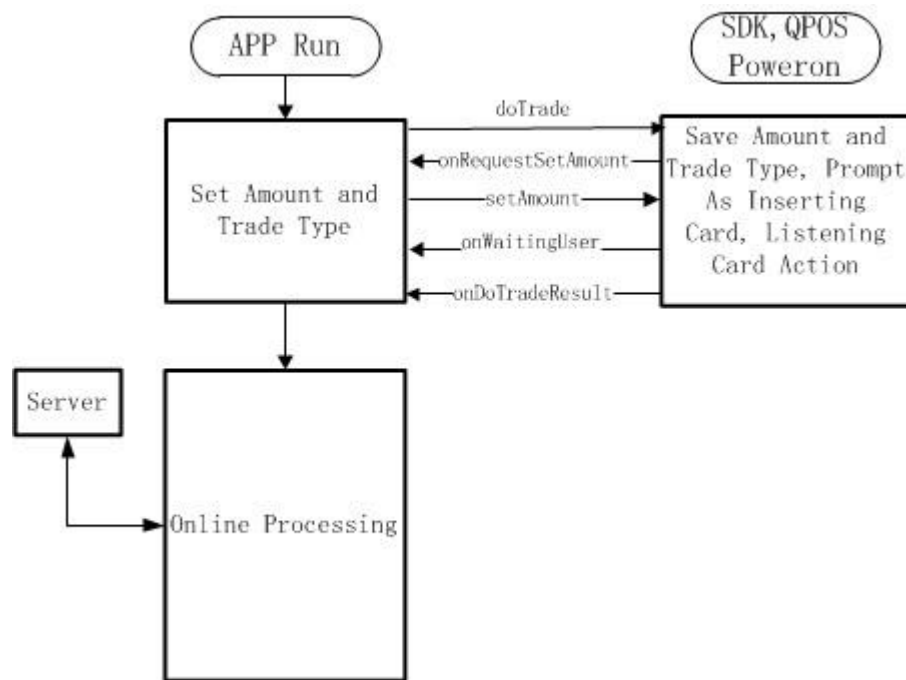 APP Run
SDK,QPOS
Poweron
doTrade
onRequestSetAmount
setAmount
onWaitingUser
onDoTradeResult
Set Amount and
Trade Type
Save Amount and
Trade Type, Prompt
As Inserting
Card, Listening
Card Action
Server
Online Processing